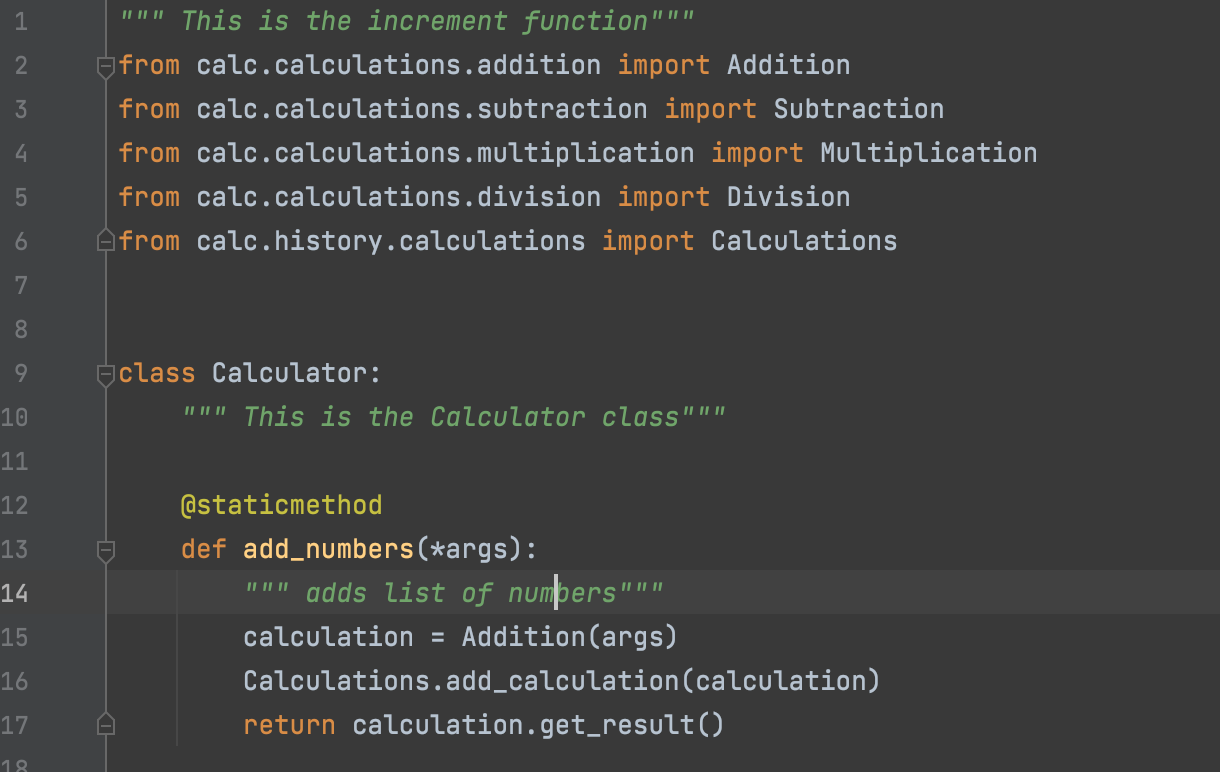 1 """ This is the increment function"""
2 from calc.calculations.addition import Addition
3 from calc.calculations.subtraction import Subtraction
4 from calc.calculations.multiplication import Multiplication
5 from calc.calculations.division import Division
6 from calc.history.calculations import Calculations
7
8
9 class Calculator:
10     """ This is the Calculator class"""
11
12     @staticmethod
13     def add_numbers(*args):
14         """ adds list of numbers"""
15         calculation = Addition(args)
16         Calculations.add_calculation(calculation)
17         return calculation.get_result()
18